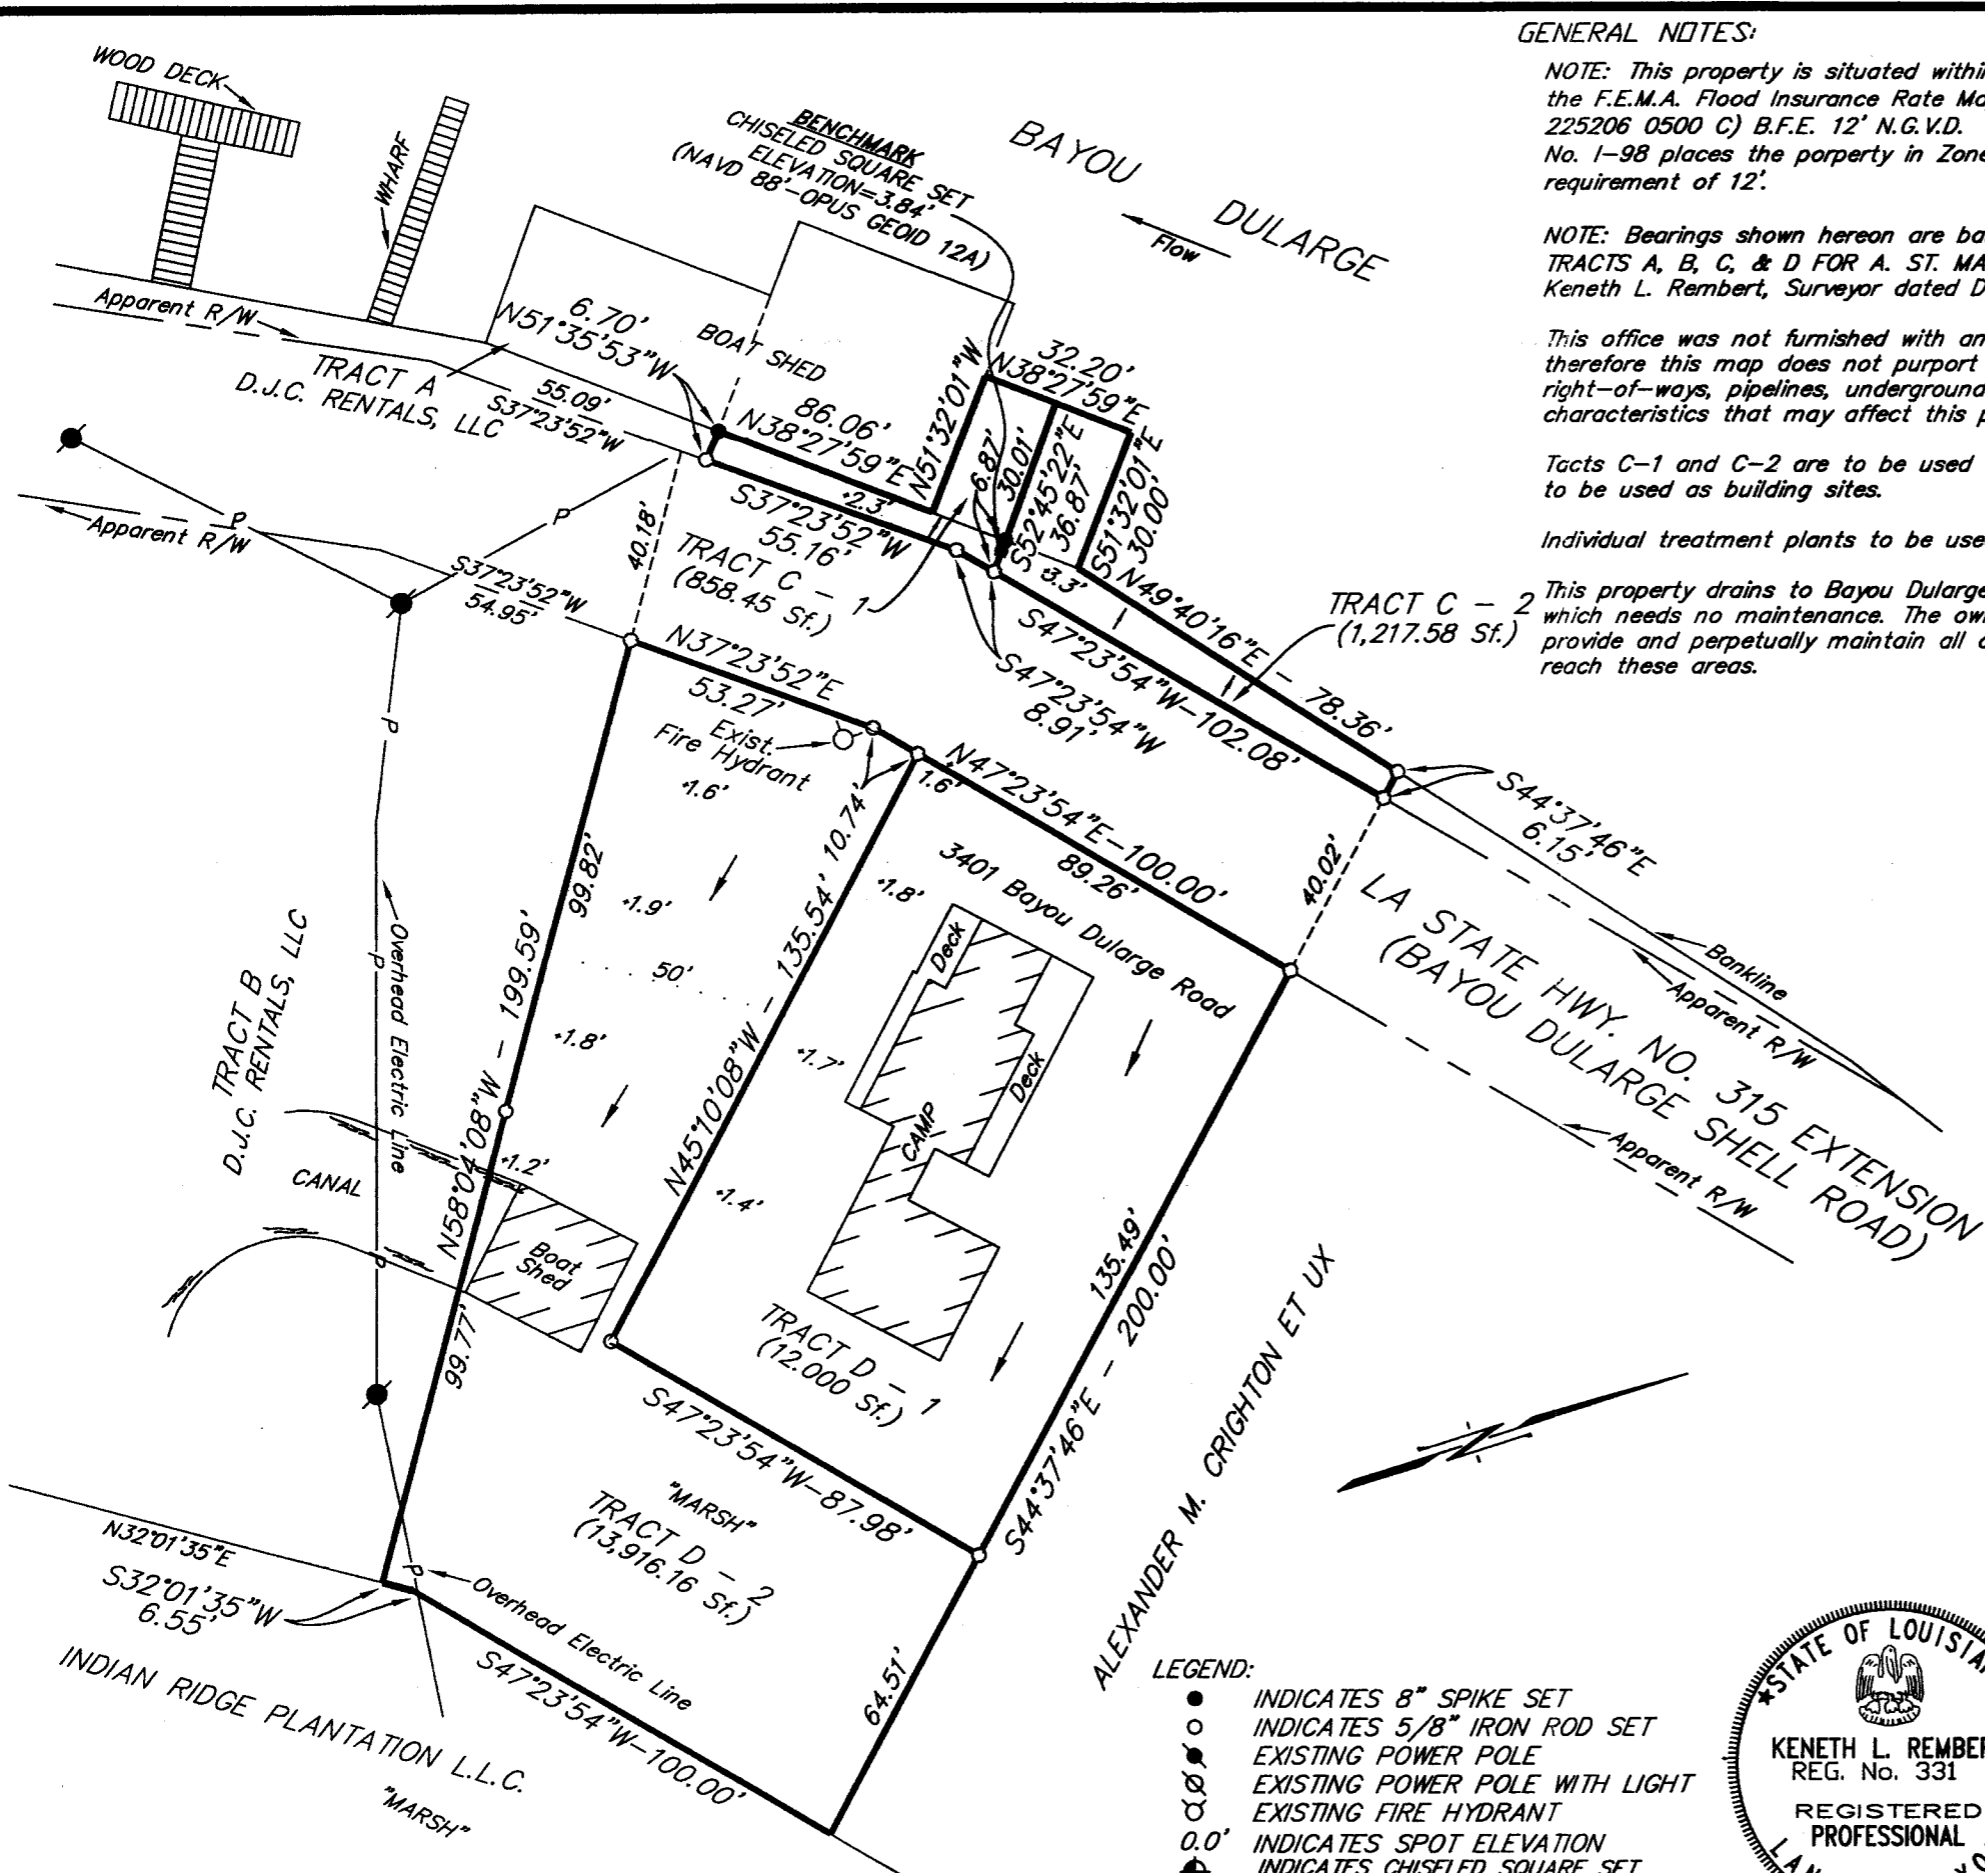 GENERAL NOTES:
NOTE: This property is situated within
the F.E.M.A. Flood Insurance Rate
225206 0500 C) B.F.E. 12' N.G.V.D.
No. I-98 places the porperty in Zone
requirement of 12'.
NOTE: Bearings shown hereon are
TRACTS A, B, C, & D FOR A. ST.
Keneth L. Rembert, Surveyor dated
This office was not furnished with
therefore this map does not purport
right-of-ways, pipelines, underground
characteristics that may affect this
Tacts C-1 and C-2 are to be used
to be used as building sites.
Individual treatment plants to be
This property drains to Bayou Dularge
which needs no maintenance. The
provide and perpetually maintain all
reach these areas.
WOOD DECK
WHARF
BENCHMARK
CHISELED SQUARE SET
ELEVATION=3.84'
(NAVD 88'-OPUS GEOID 12A)
BAYOU DULARGE
Flow
Apparent R/W
TRACT A
D.J.C. RENTALS, LLC
6.70'
N51°35'53"W
BOAT SHED
55.09'
S37°23'52"W
86.06'
N38°27'59"E
N51°32'01"W
32.20'
N38°27'59"E
6.87'
30.01'
S52°45'22"E
36.87'
S51°32'01"E
30.00'
+2.3'
S37°23'52"W
55.16'
TRACT C - 1
(858.45 Sf.)
+3.3'
N49°40'16"E - 78.36'
TRACT C - 2
(1,217.58 Sf.)
S47°23'54"W-102.08'
S47°23'54"W
8.91'
S44°37'46"E
6.15'
P
P
Apparent R/W
S37°23'52"W
54.95'
40.18'
N37°23'52"E
53.27'
Exist.
Fire Hydrant
+1.6'
10.74'
1.6'
N47°23'54"E-100.00'
89.26'
40.02'
3401 Bayou Dularge Road
LA STATE HWY. NO. 315 EXTENSION
(BAYOU DULARGE SHELL ROAD)
Bankline
Apparent R/W
Apparent R/W
P
P
P
Overhead Electric Line
TRACT B
D.J.C. RENTALS, LLC
99.82'
N58°04'08"W - 199.59'
99.77'
+1.9'
50'
+1.8'
+1.2'
N45°10'08"W - 135.54'
+1.8'
+1.7'
+1.4'
Deck
Deck
CAMP
CANAL
Boat
Shed
TRACT D - 1
(12.000 Sf.)
135.49'
S44°37'46"E - 200.00'
64.51'
ALEXANDER M. CRIGHTON ET UX
S47°23'54"W-87.98'
"MARSH"
TRACT D - 2
(13,916.16 Sf.)
N32°01'35"E
S32°01'35"W
6.55'
P
Overhead Electric Line
S47°23'54"W-100.00'
INDIAN RIDGE PLANTATION L.L.C.
"MARSH"
LEGEND:
INDICATES 8" SPIKE SET
INDICATES 5/8" IRON ROD SET
EXISTING POWER POLE
EXISTING POWER POLE WITH LIGHT
EXISTING FIRE HYDRANT
0.0' INDICATES SPOT ELEVATION
INDICATES CHISELED SQUARE SET
STATE OF
KENETH L.
REG. No. 331
REGISTERED
PROFESSIONAL